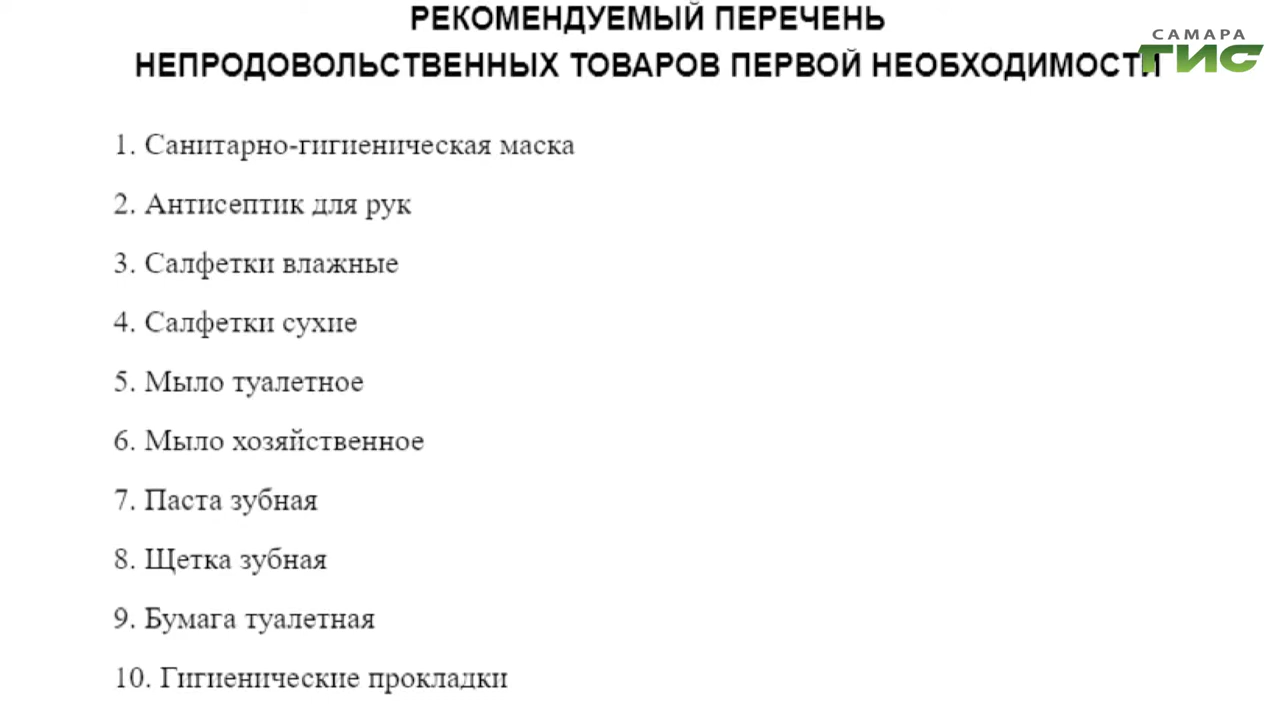 РЕКОМЕНДУЕМЫЙ ПЕРЕЧЕНЬ
НЕПРОДОВОЛЬСТВЕННЫХ ТОВАРОВ ПЕРВОЙ НЕОБХОДИМОСТИ
САМАРА
ГИС
1. Санитарно-гигиеническая маска
2. Антисептик для рук
3. Салфетки влажные
4. Салфетки сухие
5. Мыло туалетное
6. Мыло хозяйственное
7. Паста зубная
8. Щетка зубная
9. Бумага туалетная
10. Гигиенические прокладки